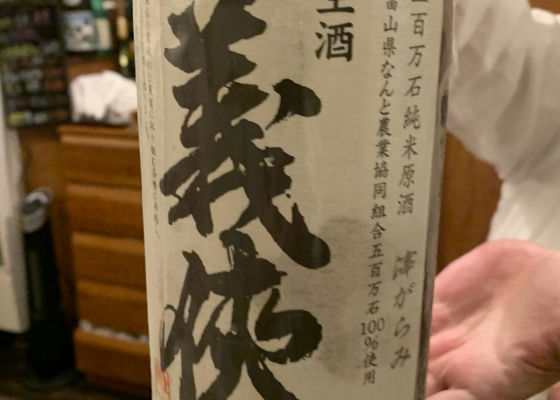 百万石純米原酒 滓がらみ
富山県なんと農業協同組合五百万石100%使用
生酒
義侠